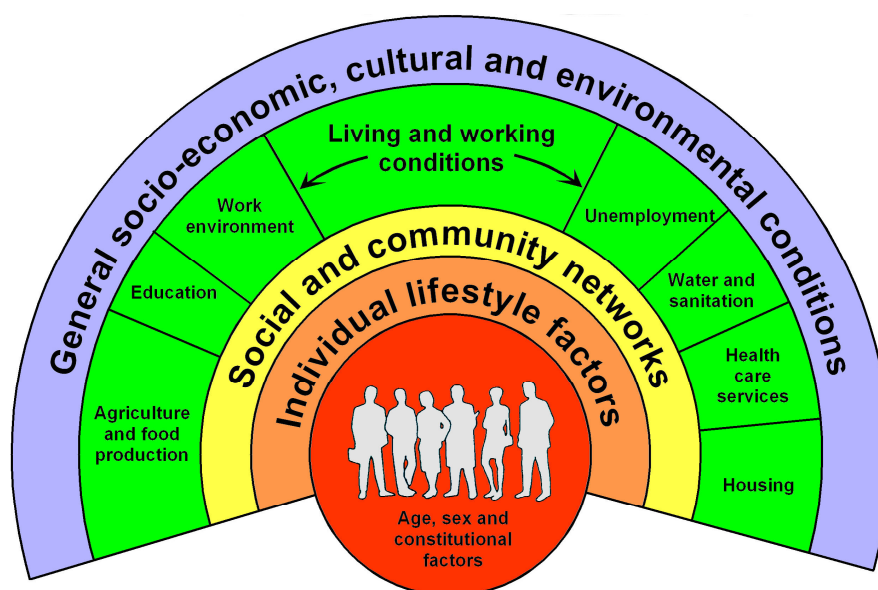 General socio-economic, cultural and environmental conditions
Living and working
conditions
Work
environment
Unemployment
Education
Water and
sanitation
Agriculture
and food
production
Health
care
services
Housing
Social and community networks
Individual lifestyle factors
Age, sex and
constitutional
factors